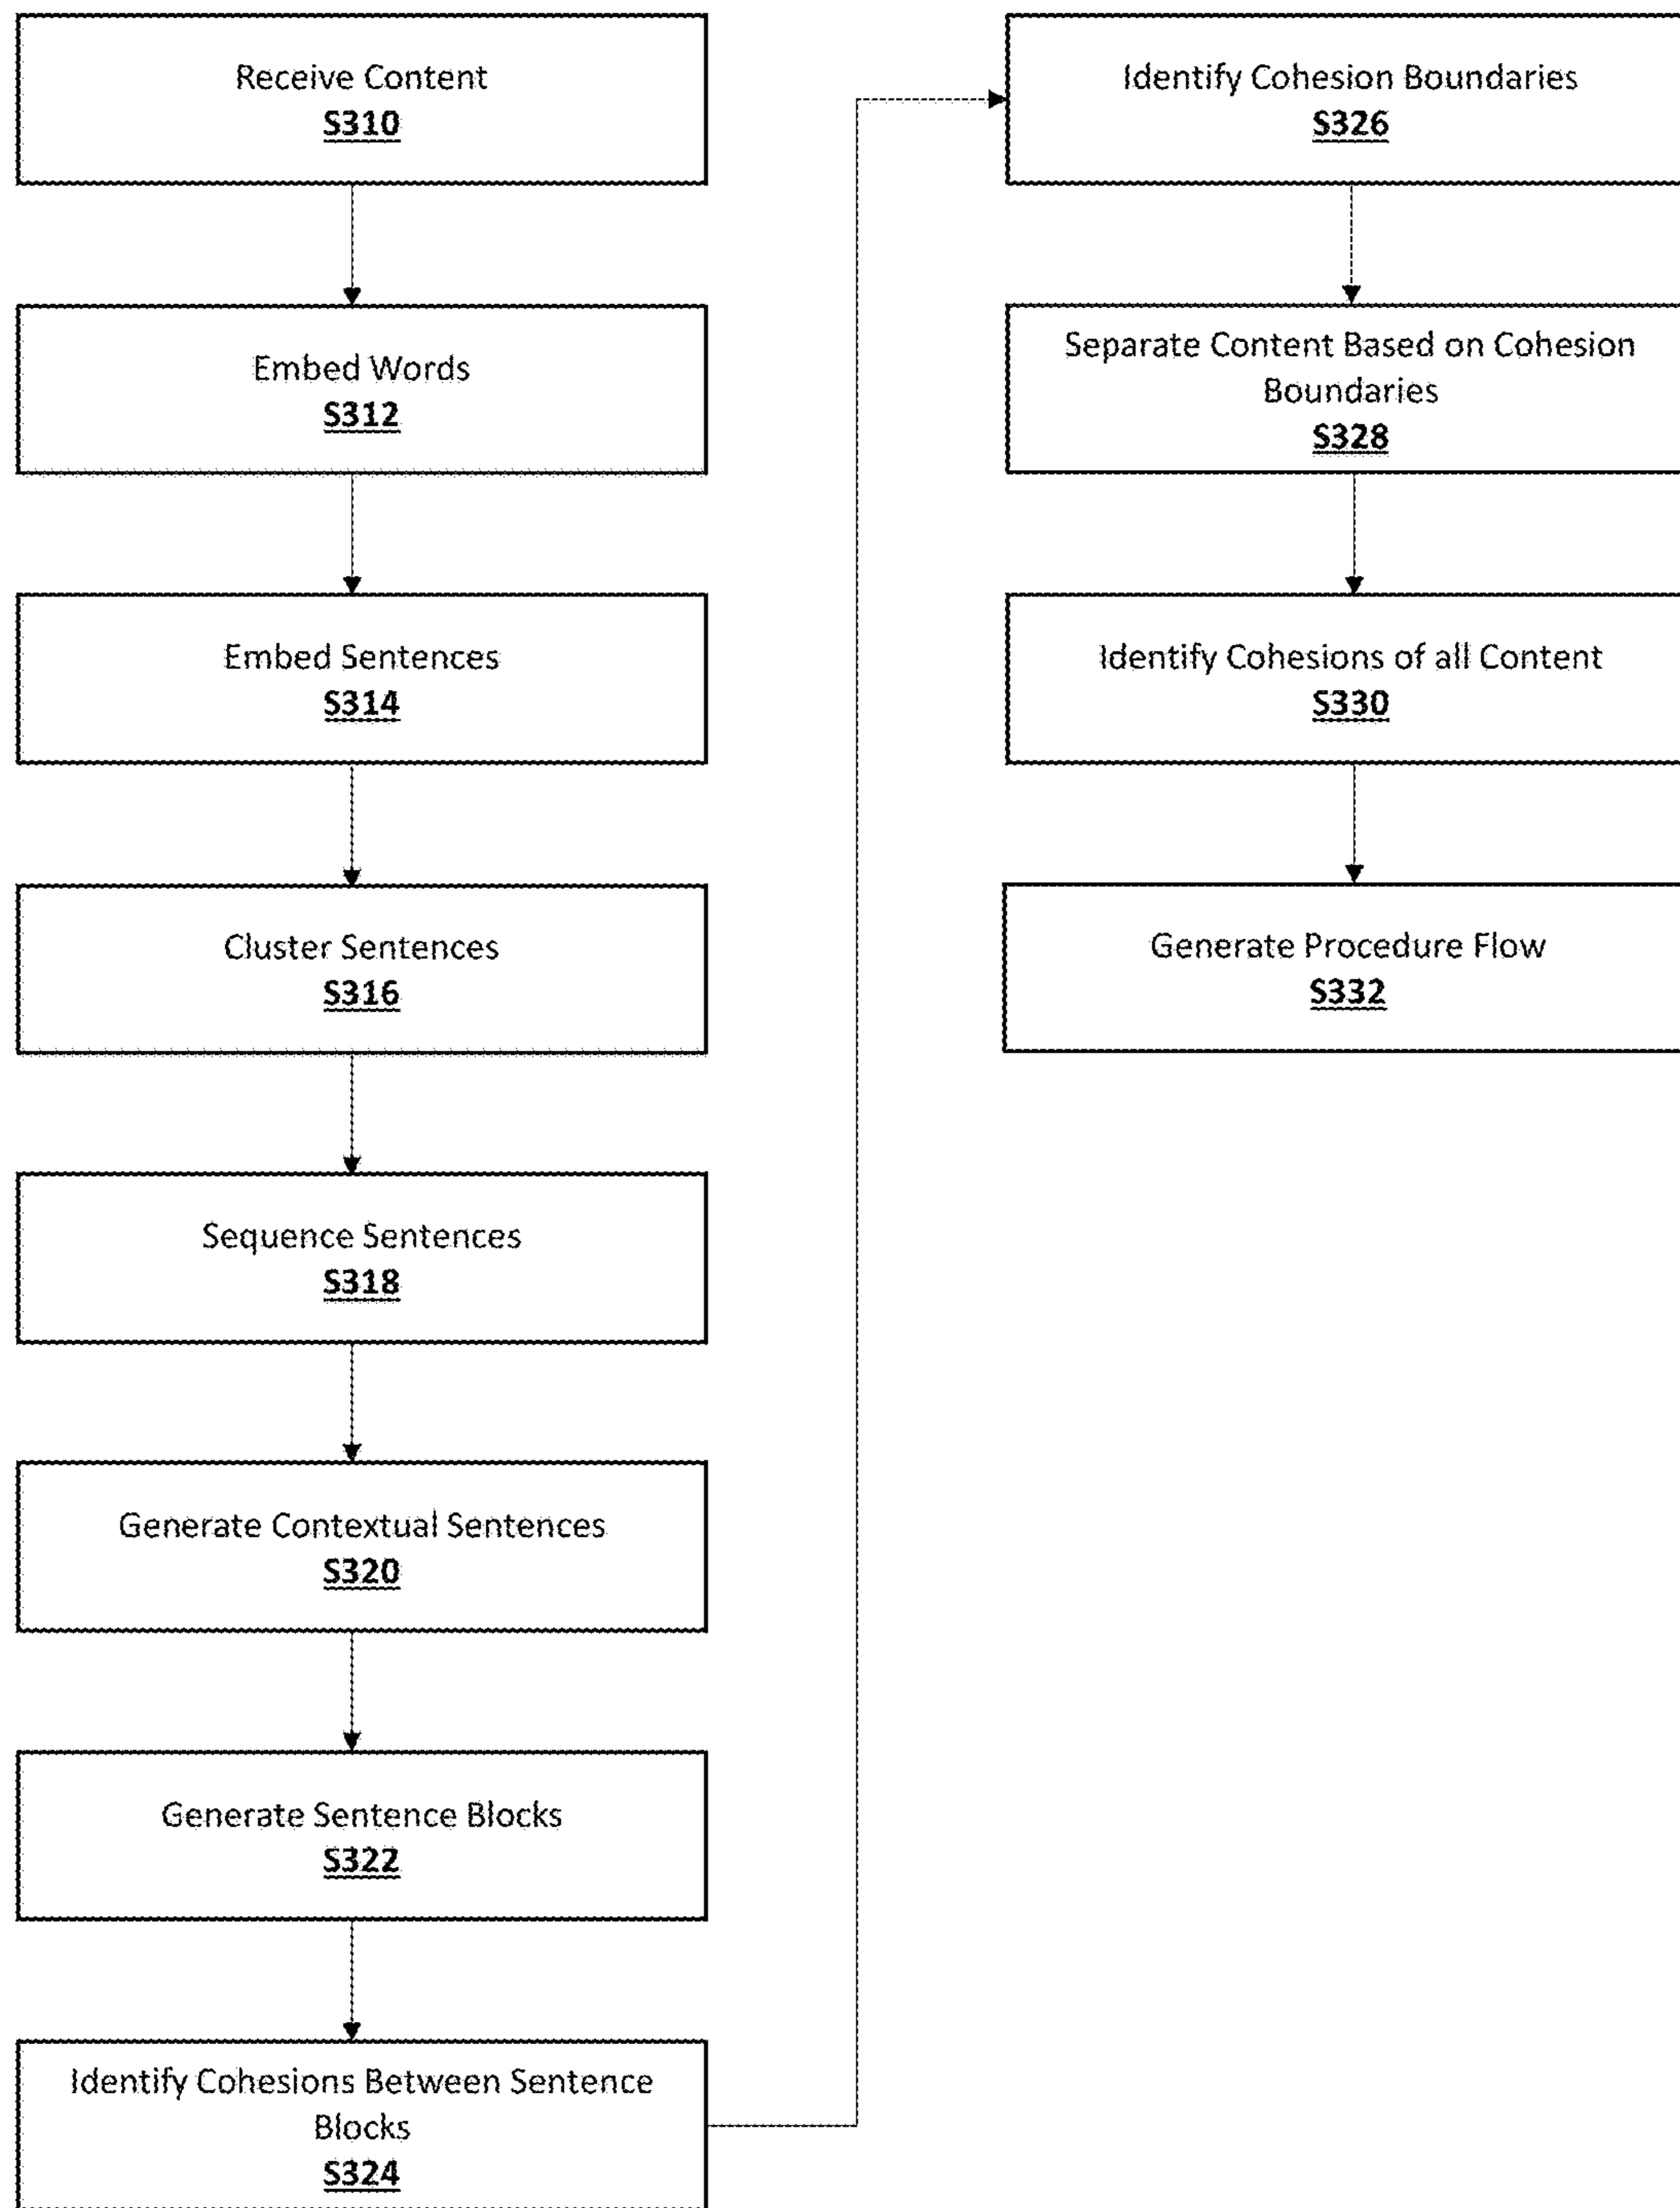 Receive Content
S310
Embed Words
S312
Embed Sentences
S314
Cluster Sentences
S316
Sequence Sentences
S318
Generate Contextual Sentences
S320
Generate Sentence Blocks
S322
Identify Cohesions Between Sentence
Blocks
S324
Identify Cohesion Boundaries
S326
Separate Content Based on Cohesion
Boundaries
S328
Identify Cohesions of all Content
S330
Generate Procedure Flow
S332